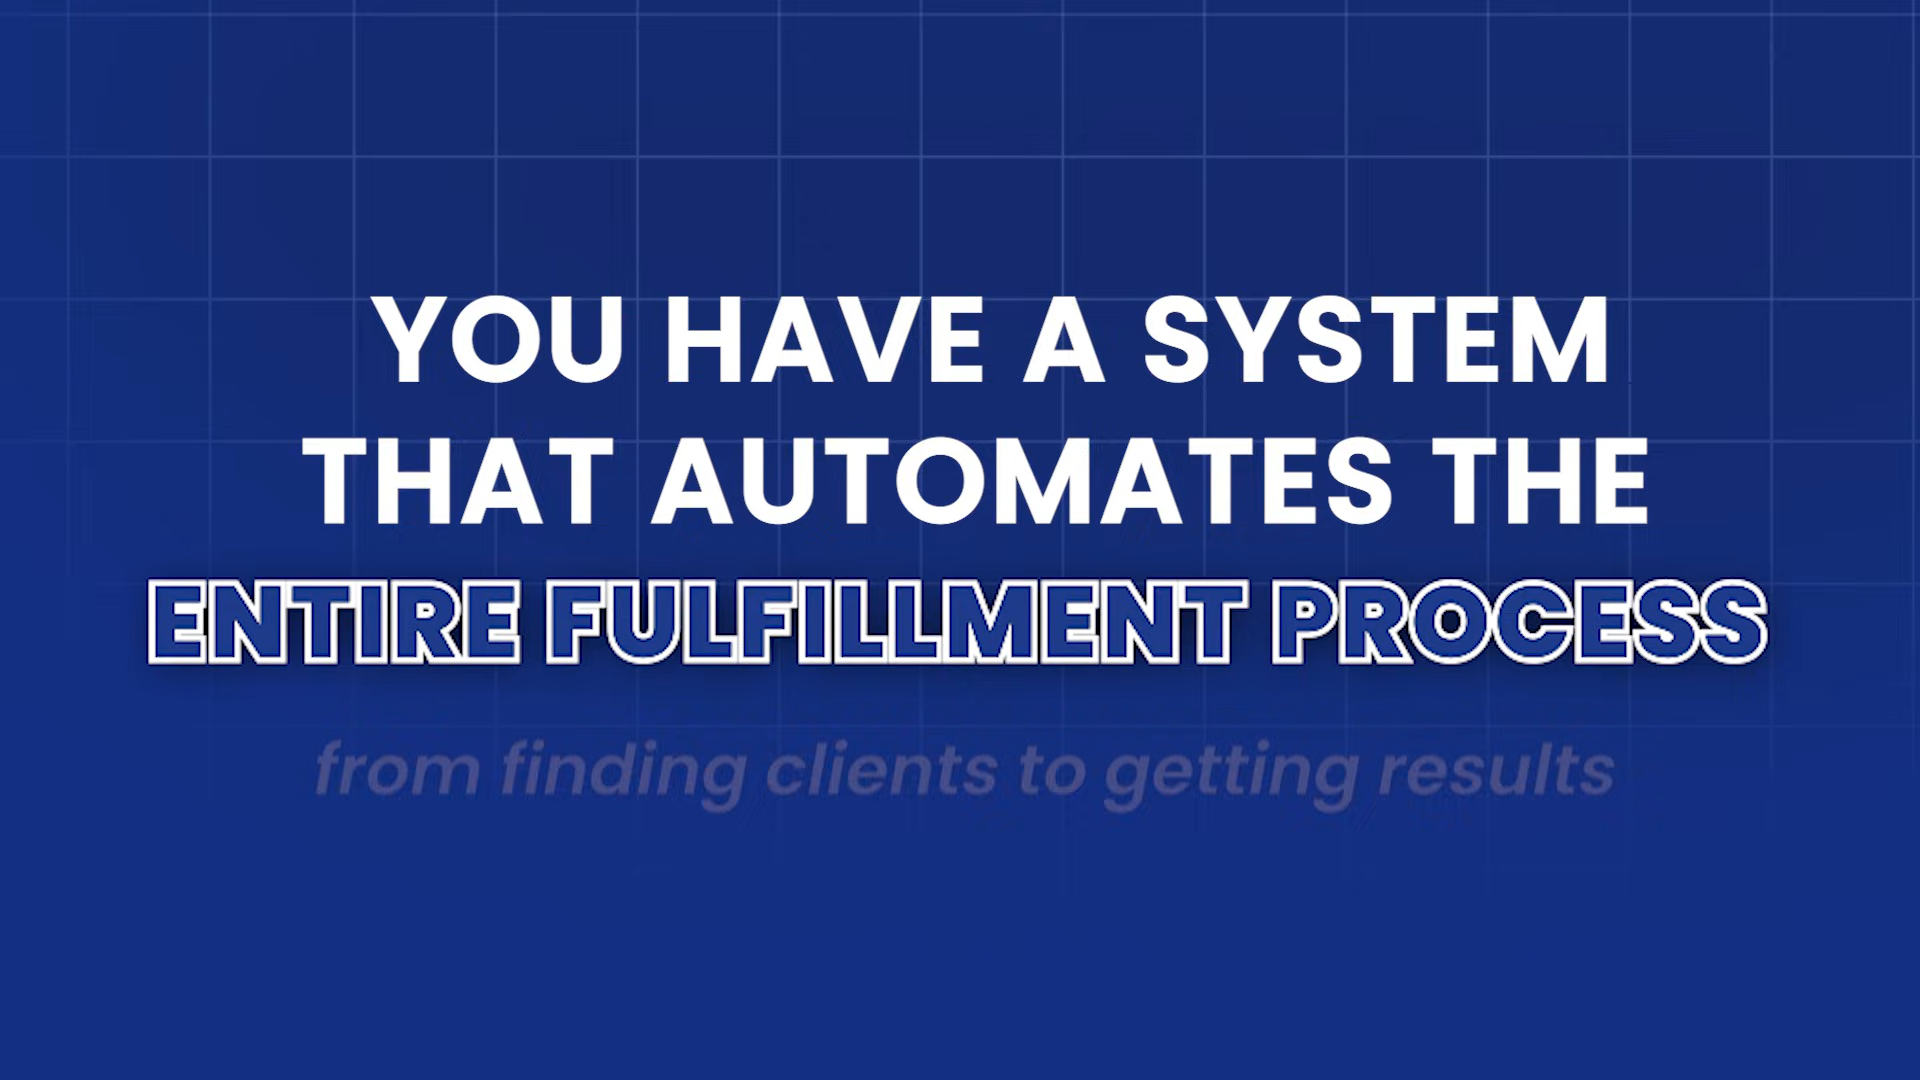 YOU HAVE A SYSTEM
THAT AUTOMATES THE
ENTIRE FULFILLMENT PROCESS
from finding clients to getting results